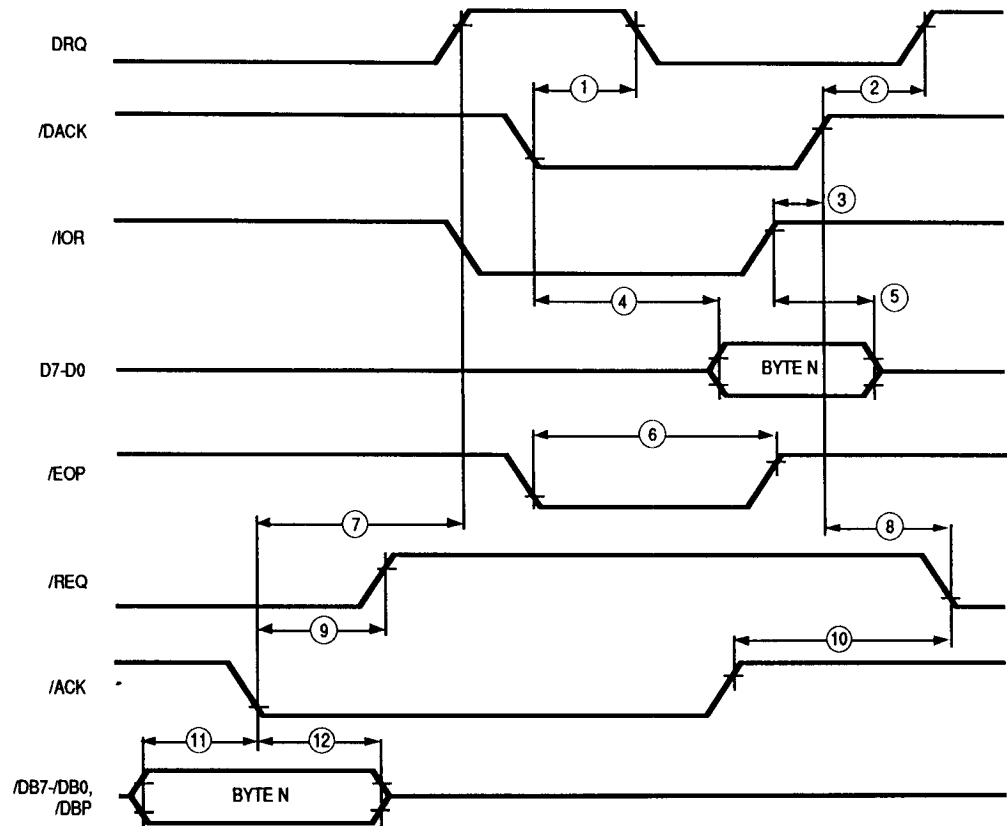 DRQ
1
2
/DACK
3
/IOR
4
5
D7-D0
BYTE N
6
/EOP
7
8
/REQ
9
10
/ACK
11
12
/DB7-/DB0,
/DBP
BYTE N